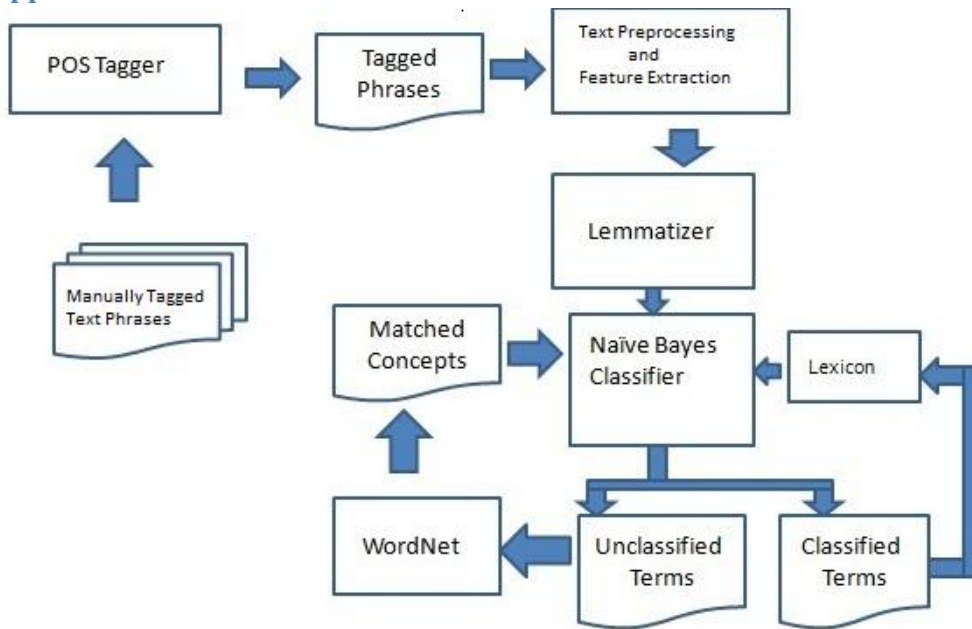 POS Tagger
Tagged
Phrases
Text Preprocessing
and
Feature Extraction
Lemmatizer
Manually Tagged
Text Phrases
Matched
Concepts
Naïve Bayes
Classifier
Lexicon
WordNet
Unclassified
Terms
Classified
Terms